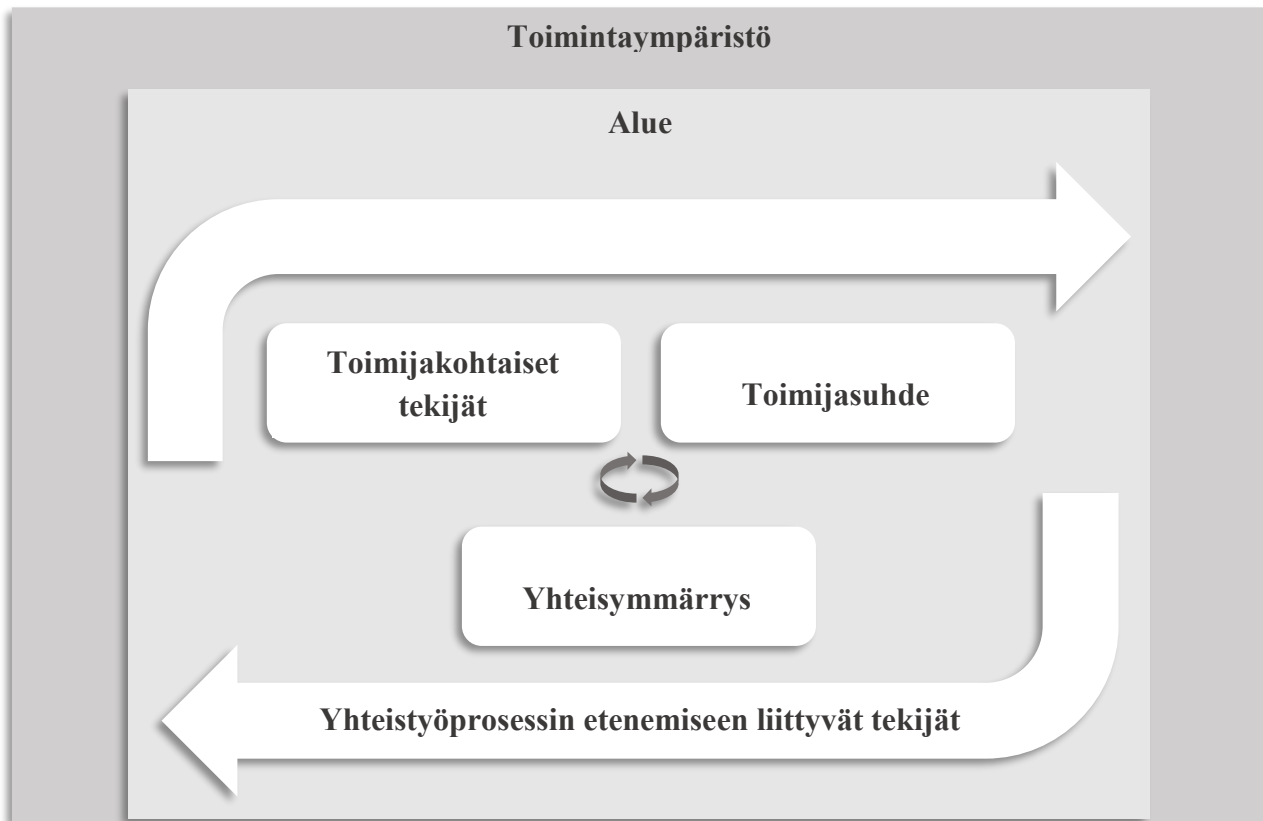 Toimintaympäristö
Alue
Toimijakohtaiset
tekijät
Toimijasuhde
Yhteisymmärrys
Yhteistyöprosessin etenemiseen liittyvät tekijät